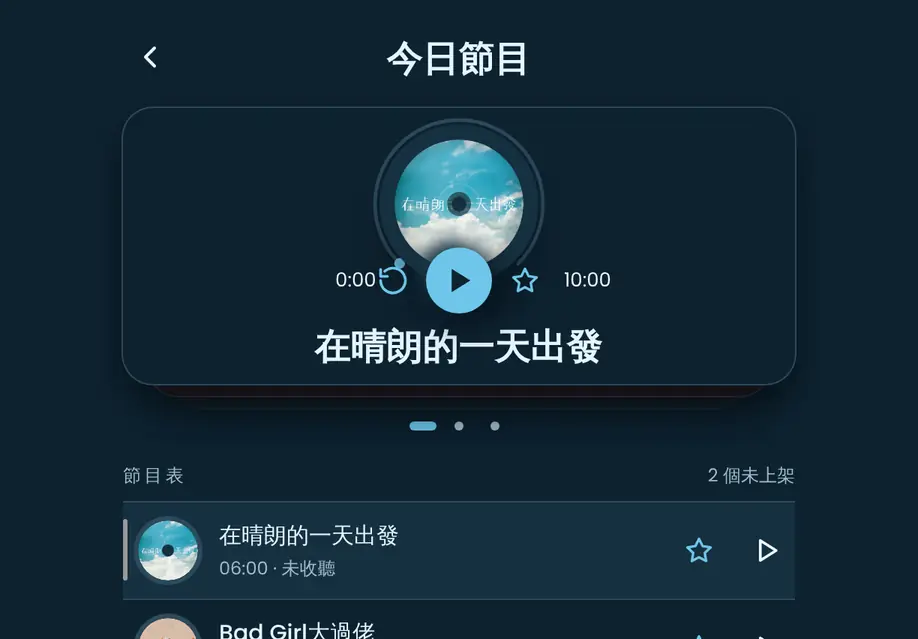 今日節目
在晴朗 天出發
0:00
10:00
在晴朗的一天出發
節目表
2 個未上架
在晴朗的一天出發
06:00 · 未收聽
Bad Girl大過佬